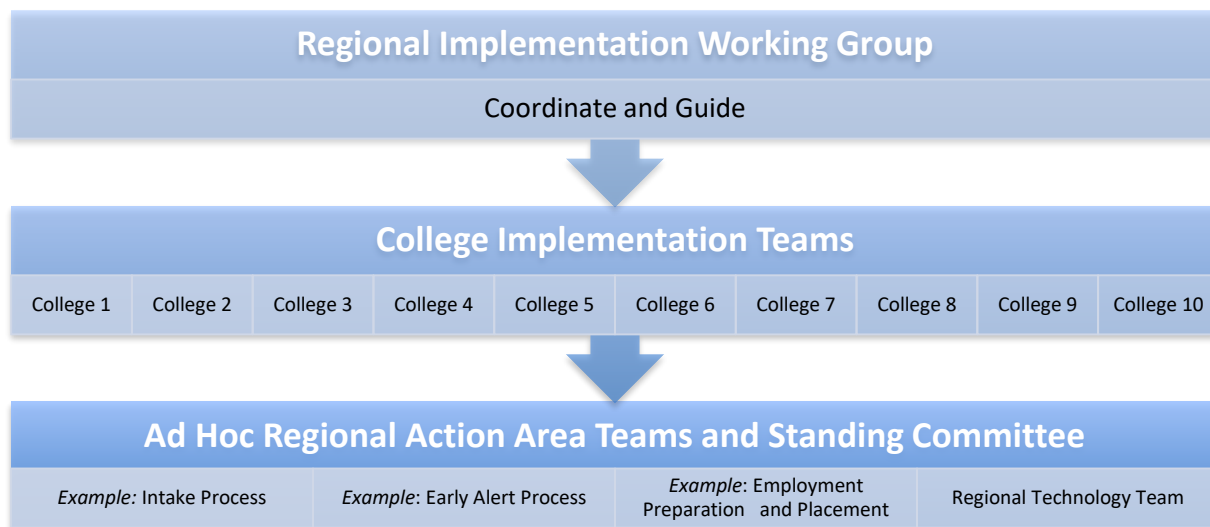 Regional Implementation Working Group
Coordinate and Guide
College Implementation Teams
College 1 College 2 College 3 College 4 College 5 College 6 College 7 College 8 College 9 College 10
Ad Hoc Regional Action Area Teams and Standing Committee
Example: Intake Process
Example: Early Alert Process
Example: Employment
Preparation and Placement
Regional Technology Team